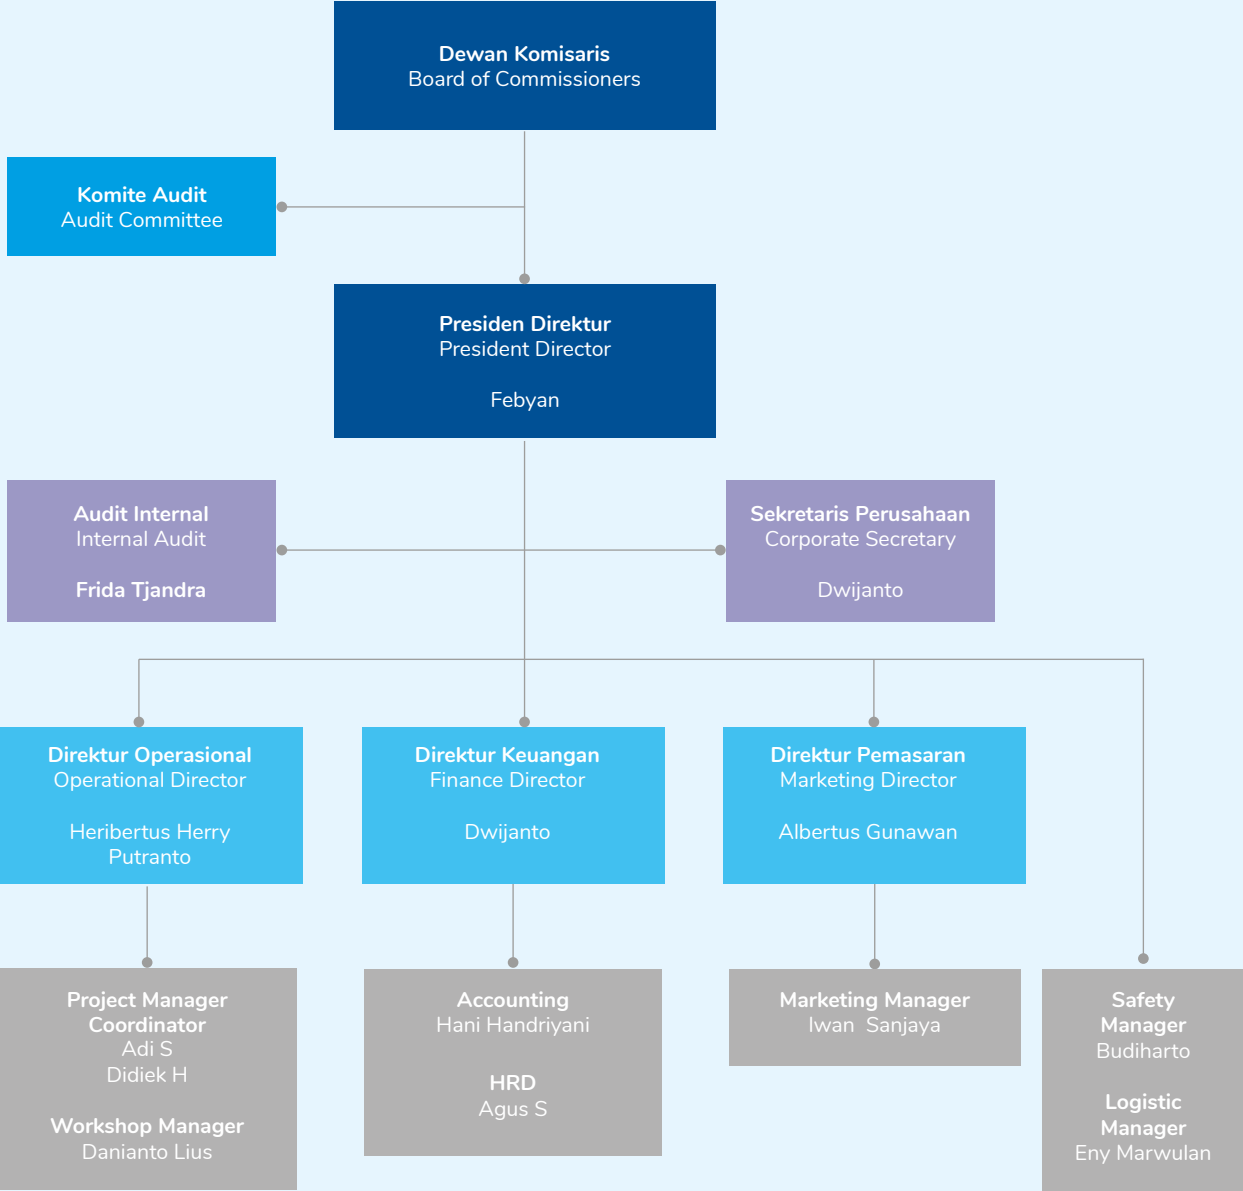 Dewan Komisaris
Board of Commissioners
Komite Audit
Audit Committee
Presiden Direktur
President Director
Febyan
Audit Internal
Internal Audit
Frida Tjandra
Sekretaris Perusahaan
Corporate Secretary
Dwijanto
Direktur Operasional
Operational Director
Heribertus Herry
Putranto
Direktur Keuangan
Finance Director
Dwijanto
Direktur Pemasaran
Marketing Director
Albertus Gunawan
Project Manager
Coordinator
Adi S
Didiek H
Workshop Manager
Danianto Lius
Accounting
Hani Handriyani
HRD
Agus S
Marketing Manager
Iwan Sanjaya
Safety
Manager
Budiharto
Logistic
Manager
Eny Marwulan